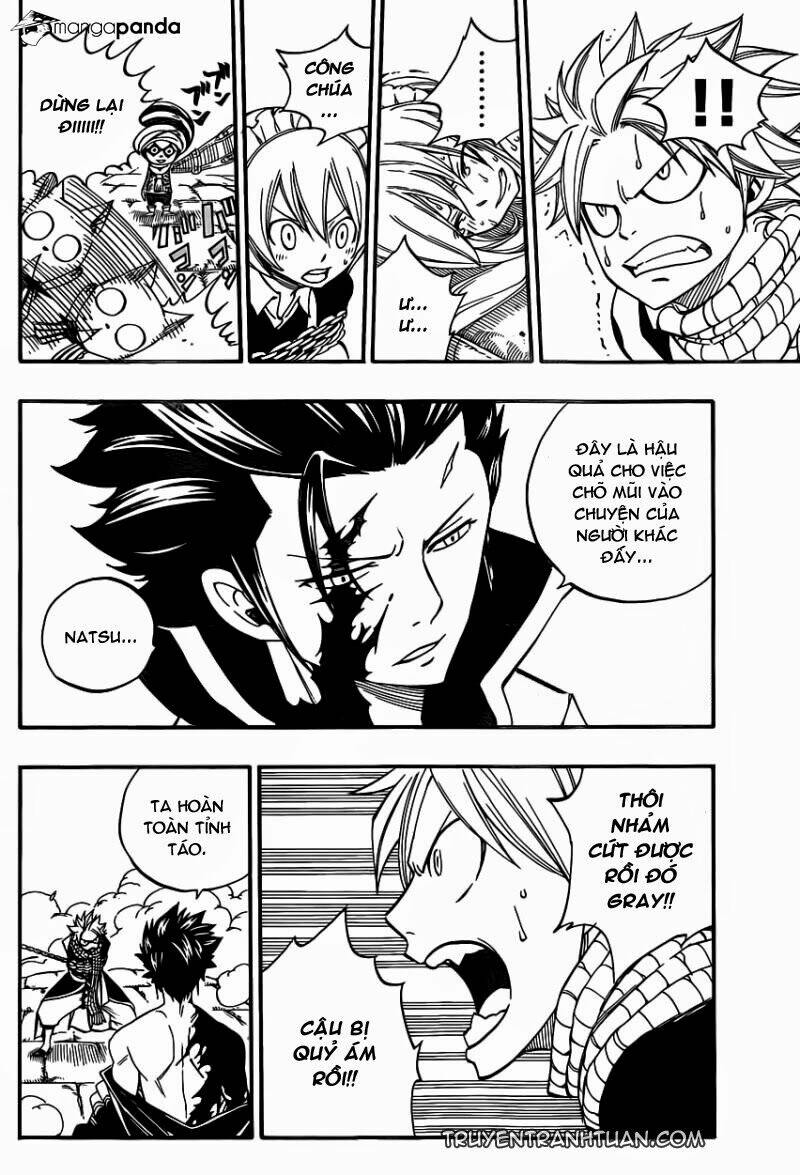 mangapanda
!!
.......
Ư...
Ư...
CÔNG
CHÚA
...
DỪNG LẠI
ĐIIIII!!
ĐÂY LÀ HẬU
QUẢ CHO VIỆC
CHÕ MŨI VÀO
CHUYỆN CỦA
NGƯỜI KHÁC
ĐẤY...
NATSU...
THÔI
NHẢM
CỨT ĐƯỢC
RỒI ĐÓ
GRAY!!
CẬU BỊ
QUỶ ÁM
RỒI!!
TA HOÀN
TOÀN TỈNH
TÁO.
TRUYENTRANHTUAN.COM